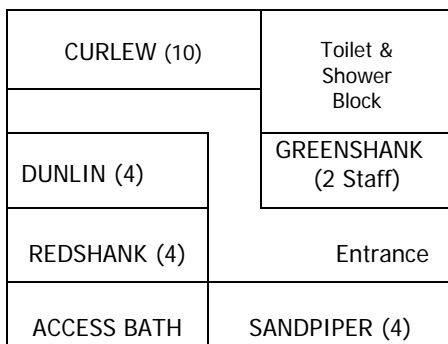 CURLEW (10)
Toilet &
Shower
Block
DUNLIN (4)
GREENSHANK
(2 Staff)
REDSHANK (4)
Entrance
ACCESS BATH
SANDPIPER (4)